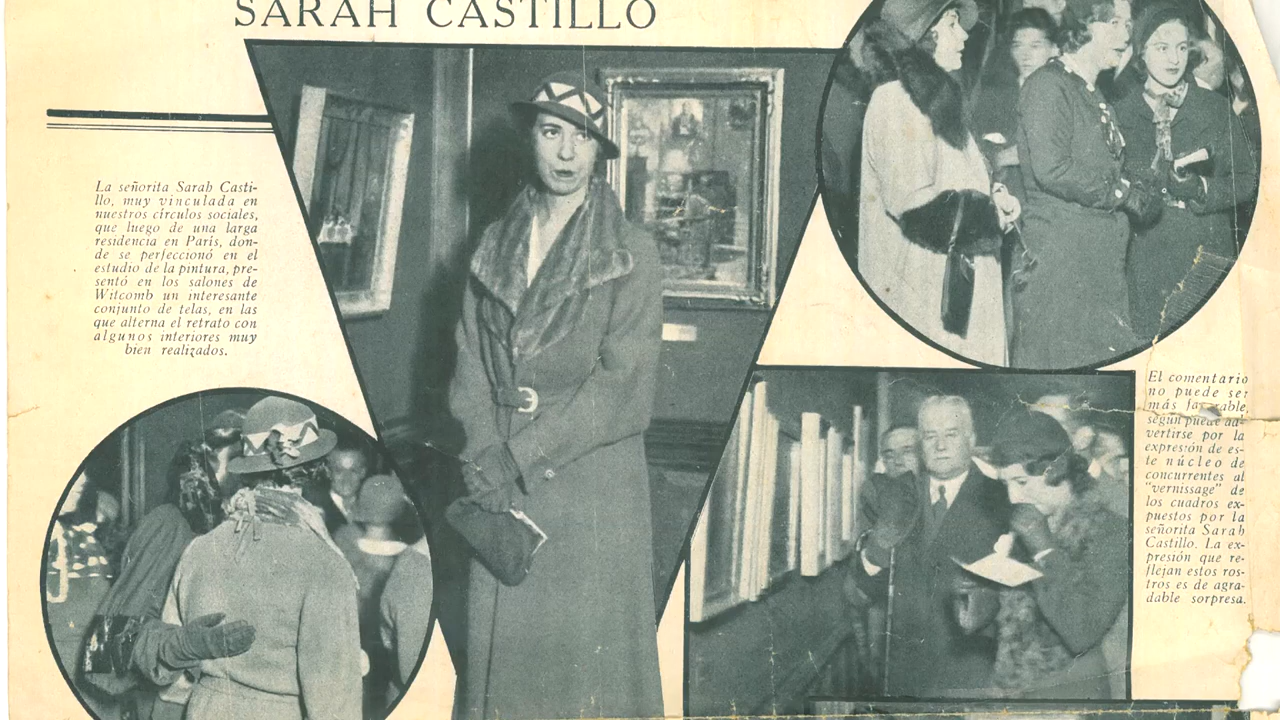 SARAH CASTILLO
La señorita Sarah Casti-
llo, muy vinculada en
nuestros círculos sociales,
que luego de una larga
residencia en París, don-
de se perfeccionó en el
estudio de la pintura, pre-
sentó en los salones de
Witcomb un interesante
conjunto de telas, en las
que alterna el retrato con
algunos interiores muy
bien realizados.
El comentario
no puede ser
más favorable,
según puede ad-
vertirse por la
expresión de es-
te núcleo de
concurrentes al
"vernissage" de
los cuadros ex-
puestos por la
señorita Sarah
Castillo. La ex-
presión que re-
flejan estos ros-
tros es de agra-
dable sorpresa.